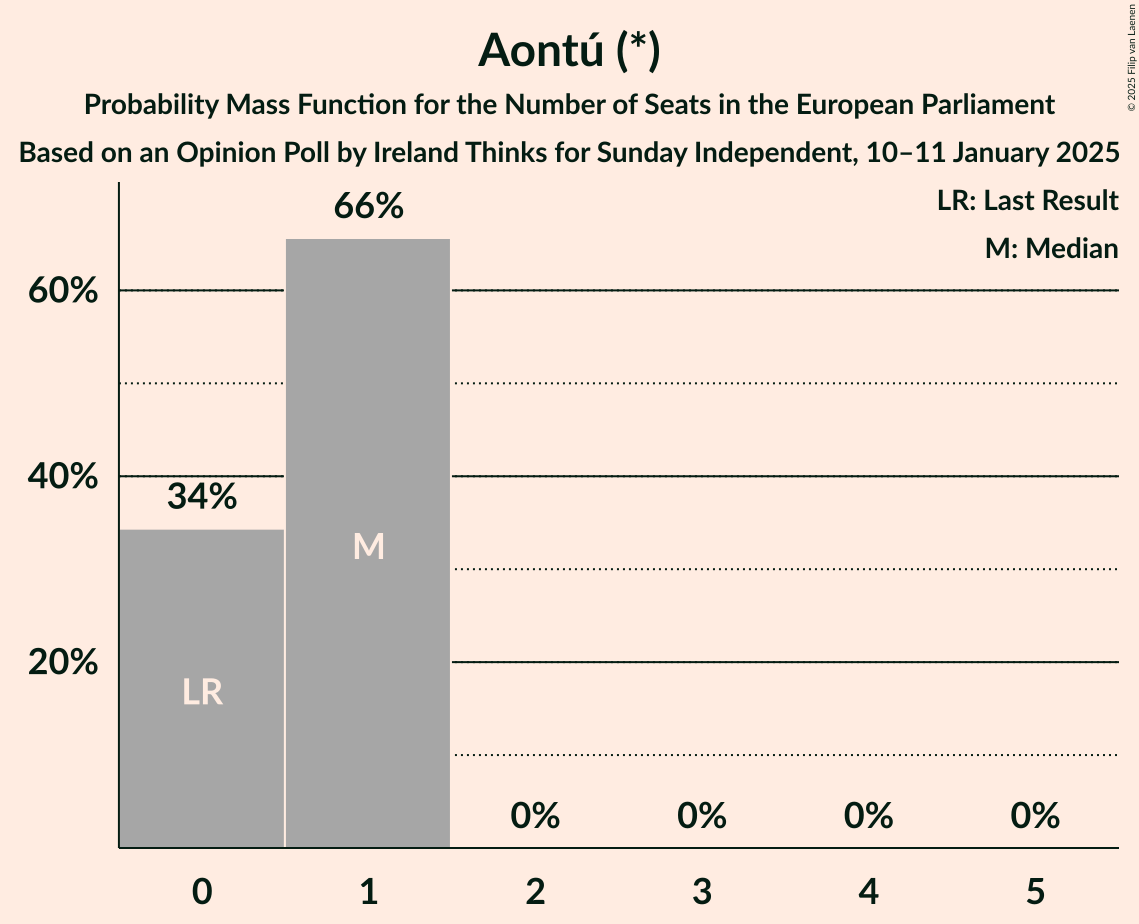 Aontú (*)
Probability Mass Function for the Number of Seats in the European Parliament
Based on an Opinion Poll by Ireland Thinks for Sunday Independent, 10–11 January 2025
© 2025 Filip van Laenen
LR: Last Result
M: Median
66%
60%
40%
34%
M
20%
LR
0% 0% 0% 0%
0 1 2 3 4 5